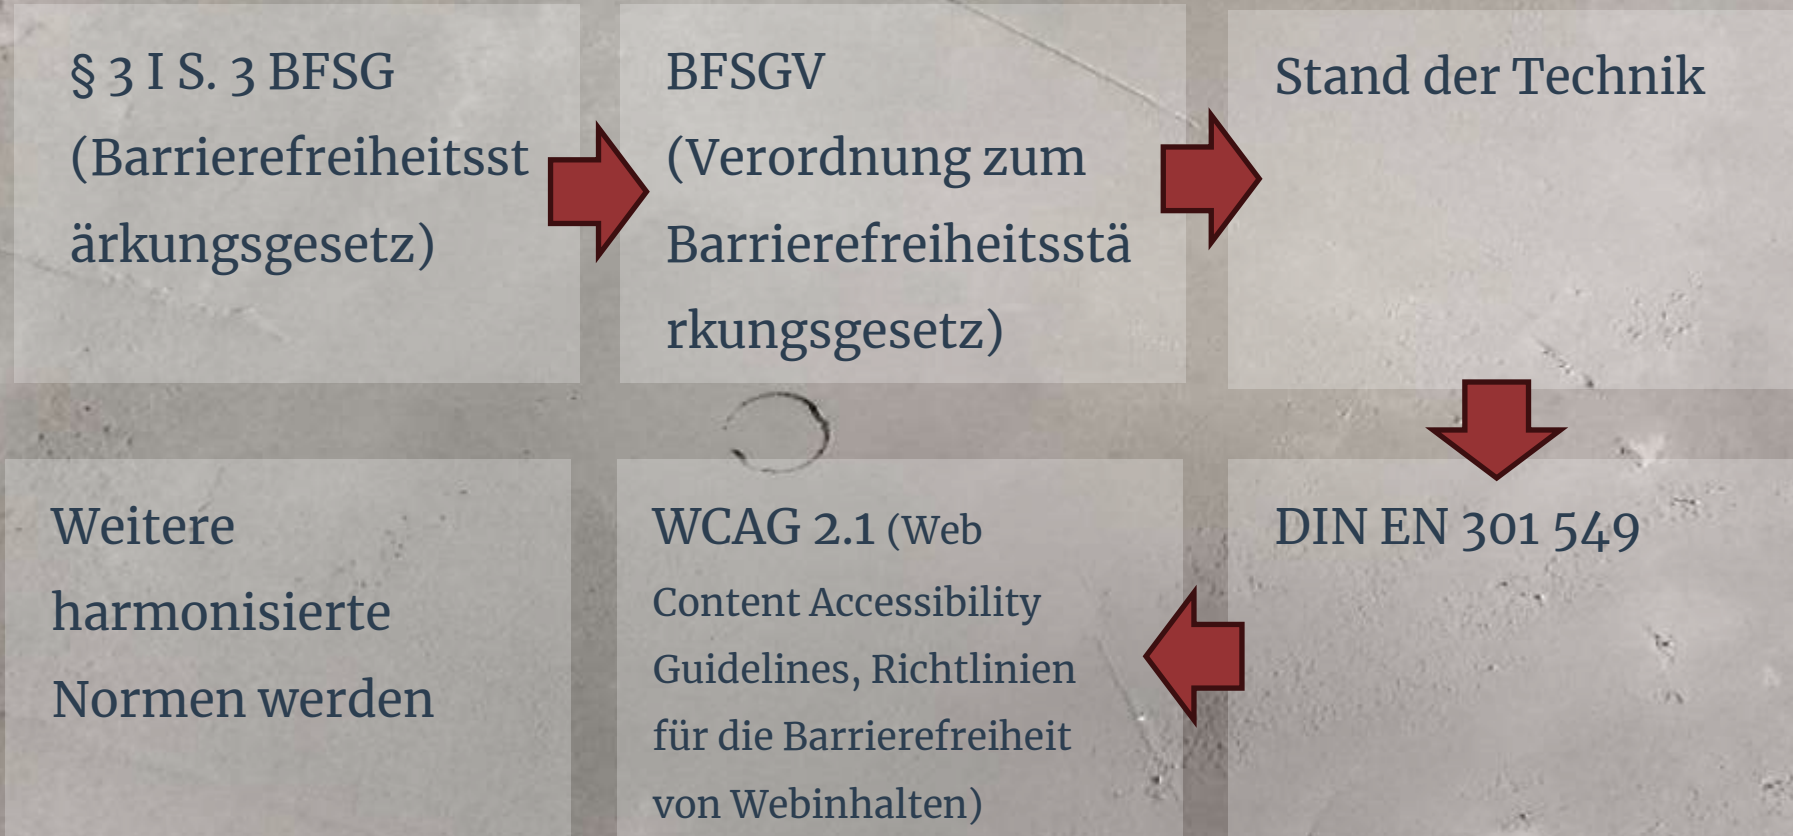 § 3 I S. 3 BFSG
(Barrierefreiheitsst
ärkungsgesetz)
BFSGV
(Verordnung zum
Barrierefreiheitsstä
rkungsgesetz)
Stand der Technik
Weitere
harmonisierte
Normen werden
WCAG 2.1 (Web
Content Accessibility
Guidelines, Richtlinien
für die Barrierefreiheit
von Webinhalten)
DIN EN 301 549